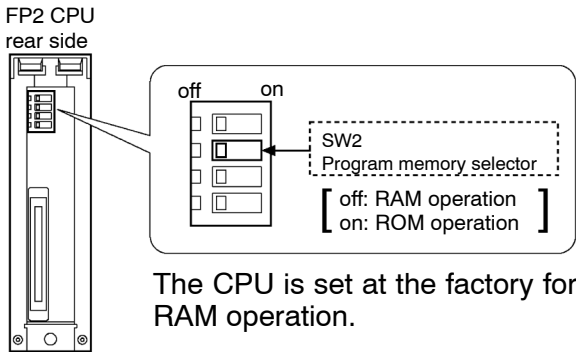 FP2 CPU
rear side
off on
SW2
Program memory selector
off: RAM operation
on: ROM operation
The CPU is set at the factory for
RAM operation.